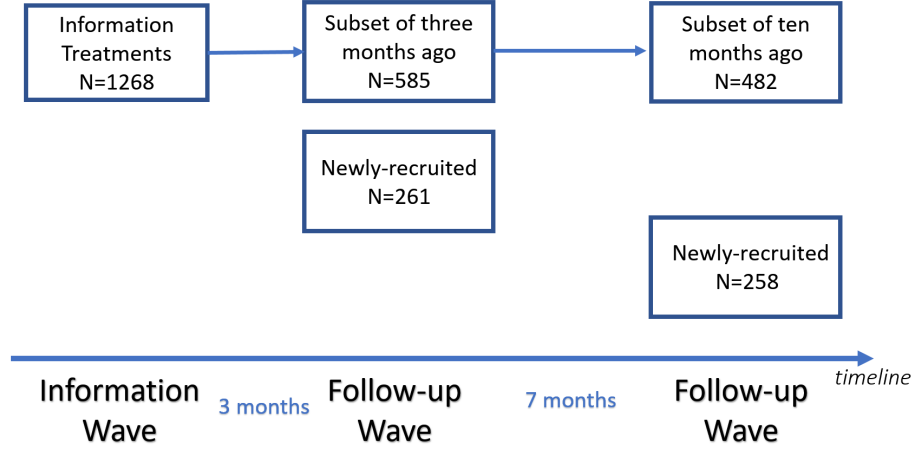 Information
Treatments
N=1268
Subset of three
months ago
N=585
Subset of ten
months ago
N=482
Newly-recruited
N=261
Newly-recruited
N=258
timeline
Information
Wave
3 months
Follow-up
Wave
7 months
Follow-up
Wave